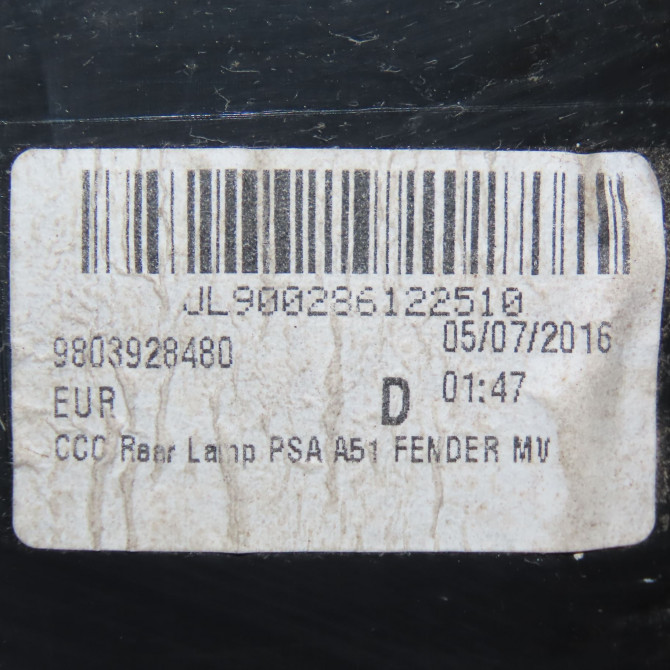 JL900286122510
9803928480 05/07/2016
EUR D 01:47
CCC Rear Lamp PSA A51 FENDER MV